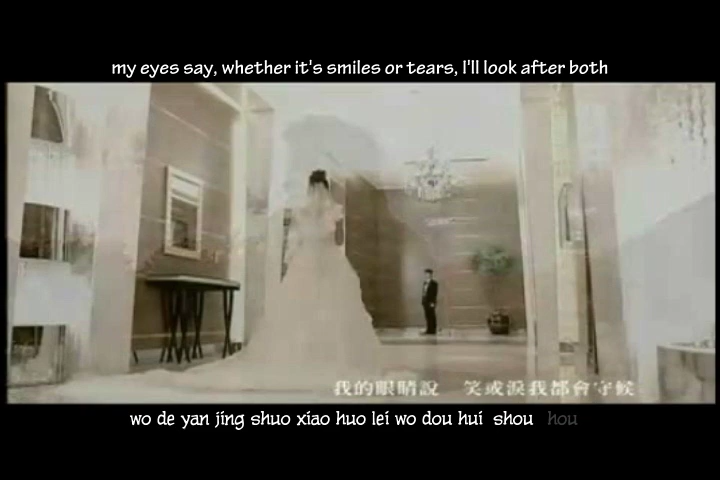 my eyes say, whether it's smiles or tears, I'll look after both
我的眼睛說 笑或淚我都會守候
wo de yan jing shuo xiao huo lei wo dou hui shou hou